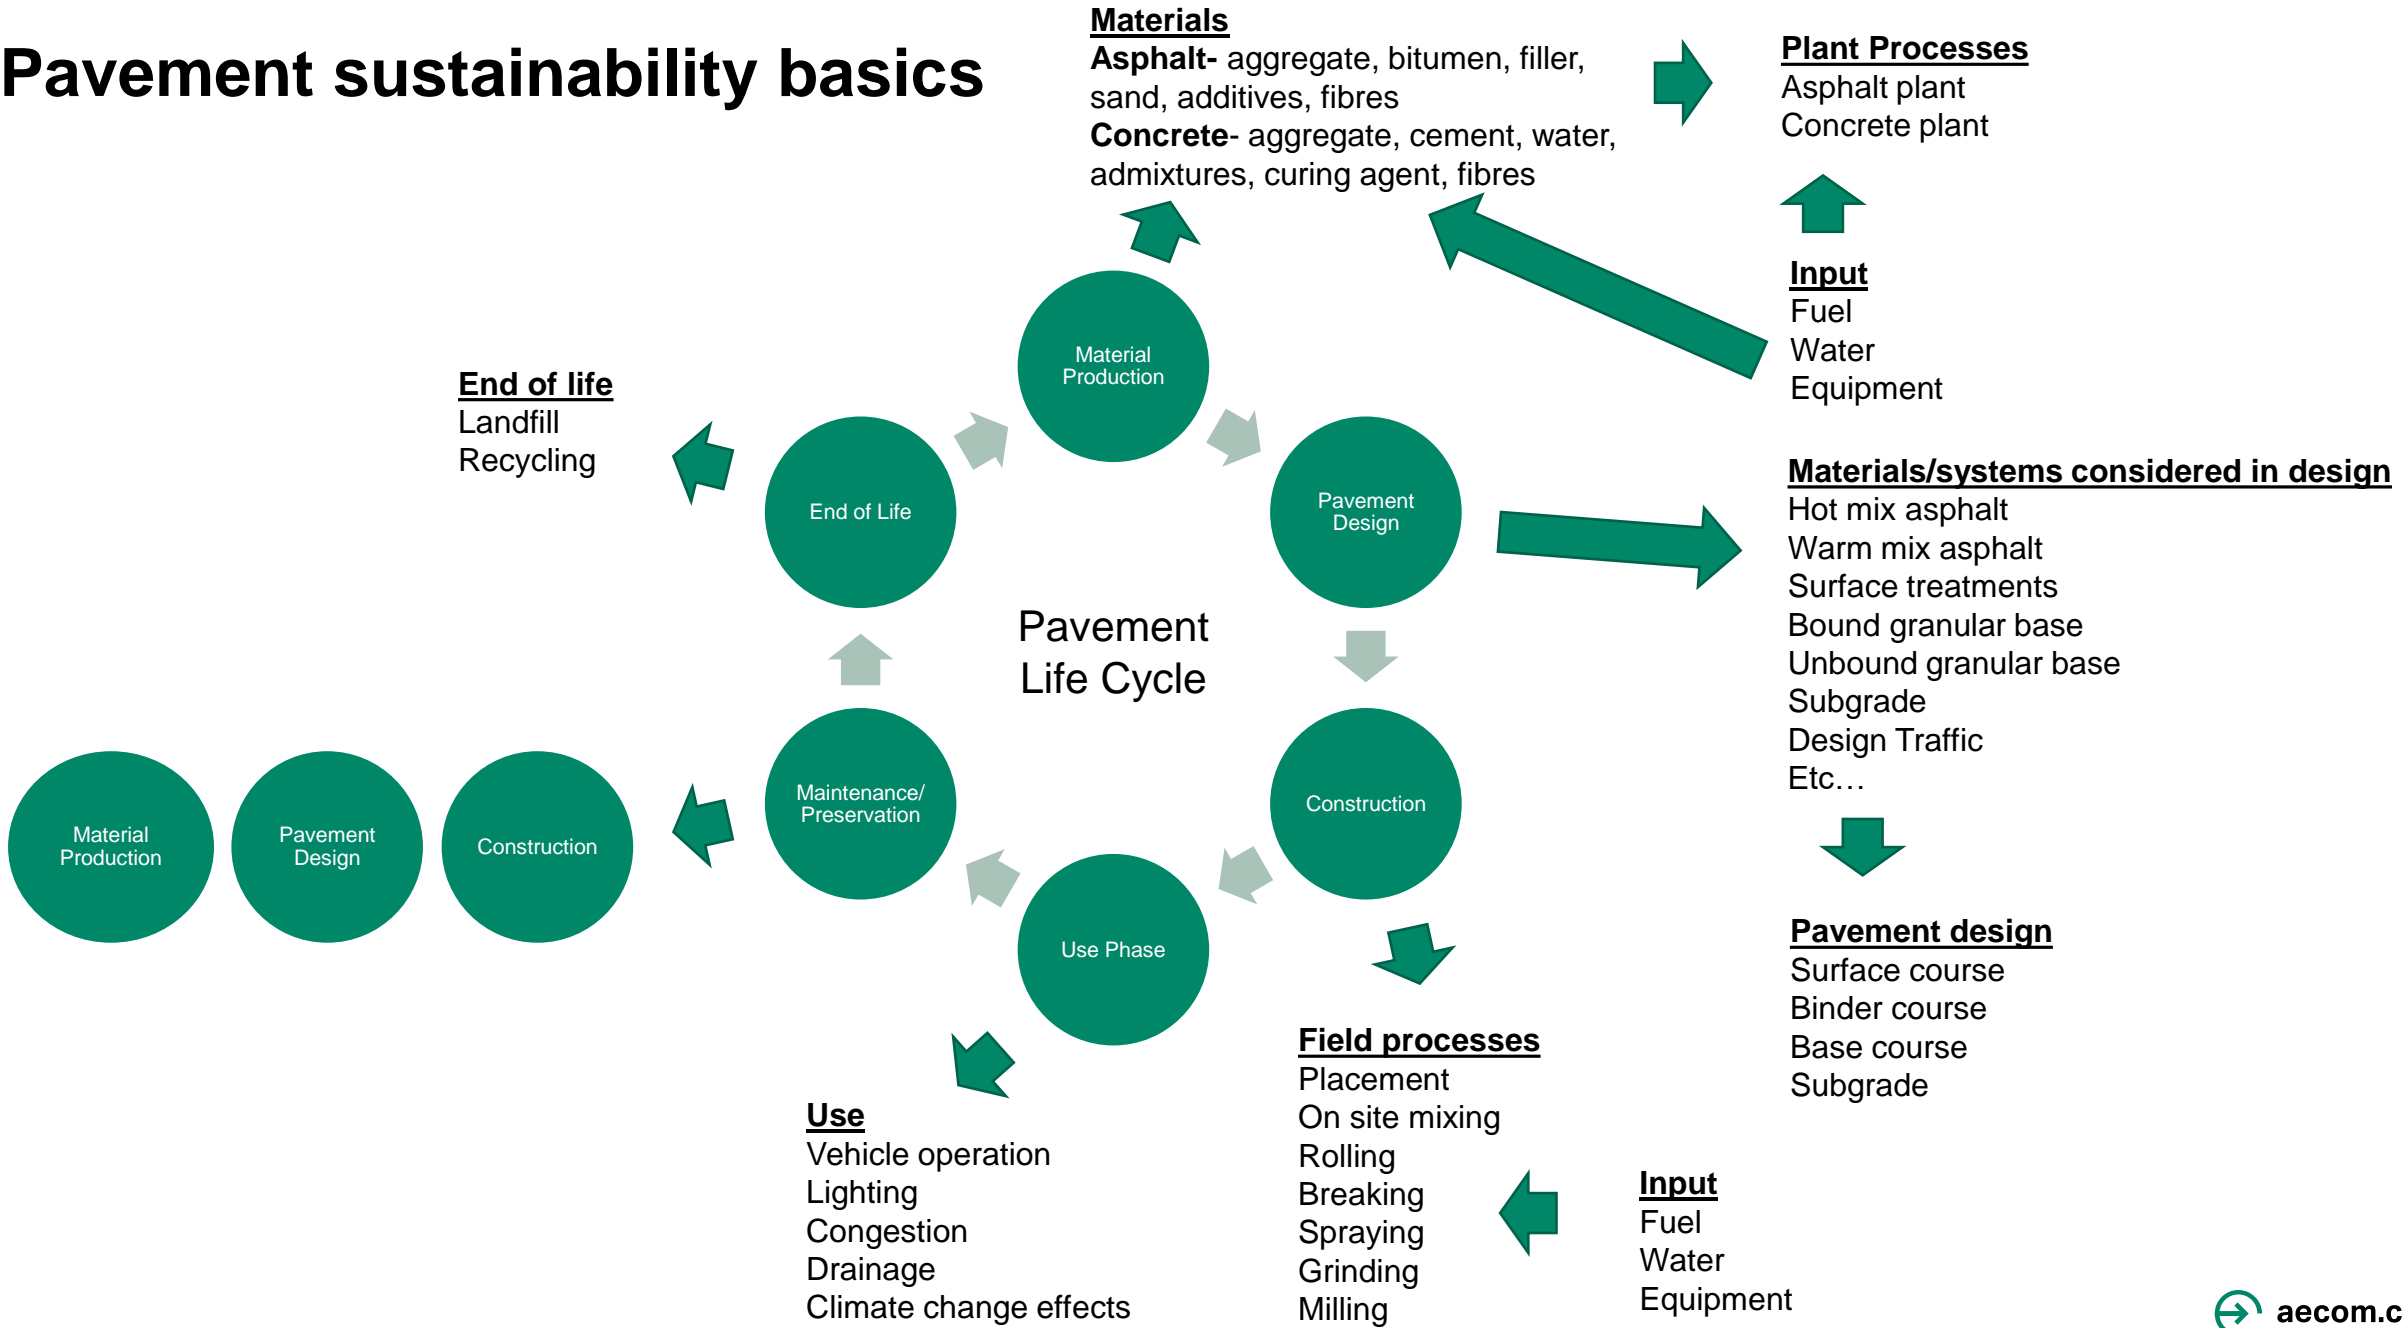 Pavement sustainability basics
Materials
Asphalt- aggregate, bitumen, filler,
sand, additives, fibres
Concrete- aggregate, cement, water,
admixtures, curing agent, fibres
Plant Processes
Asphalt plant
Concrete plant
Input
Fuel
Water
Equipment
Material
Production
End of life
Landfill
Recycling
End of Life
Pavement
Design
Materials/systems considered in design
Hot mix asphalt
Warm mix asphalt
Surface treatments
Bound granular base
Unbound granular base
Subgrade
Design Traffic
Etc…
Pavement
Life Cycle
Material
Production
Pavement
Design
Construction
Maintenance/
Preservation
Construction
Use Phase
Pavement design
Surface course
Binder course
Base course
Subgrade
Use
Vehicle operation
Lighting
Congestion
Drainage
Climate change effects
Field processes
Placement
On site mixing
Rolling
Breaking
Spraying
Grinding
Milling
Input
Fuel
Water
Equipment
aecom.c